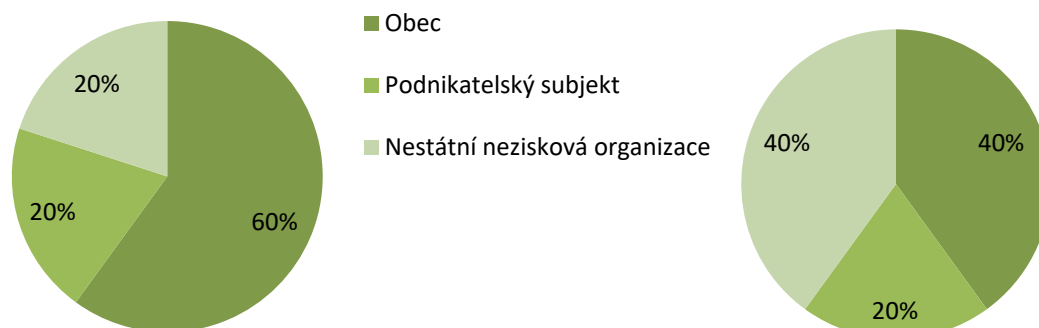 20%
20%
60%
Obec
Podnikatelský subjekt
Nestátní nezisková organizace
40%
40%
20%